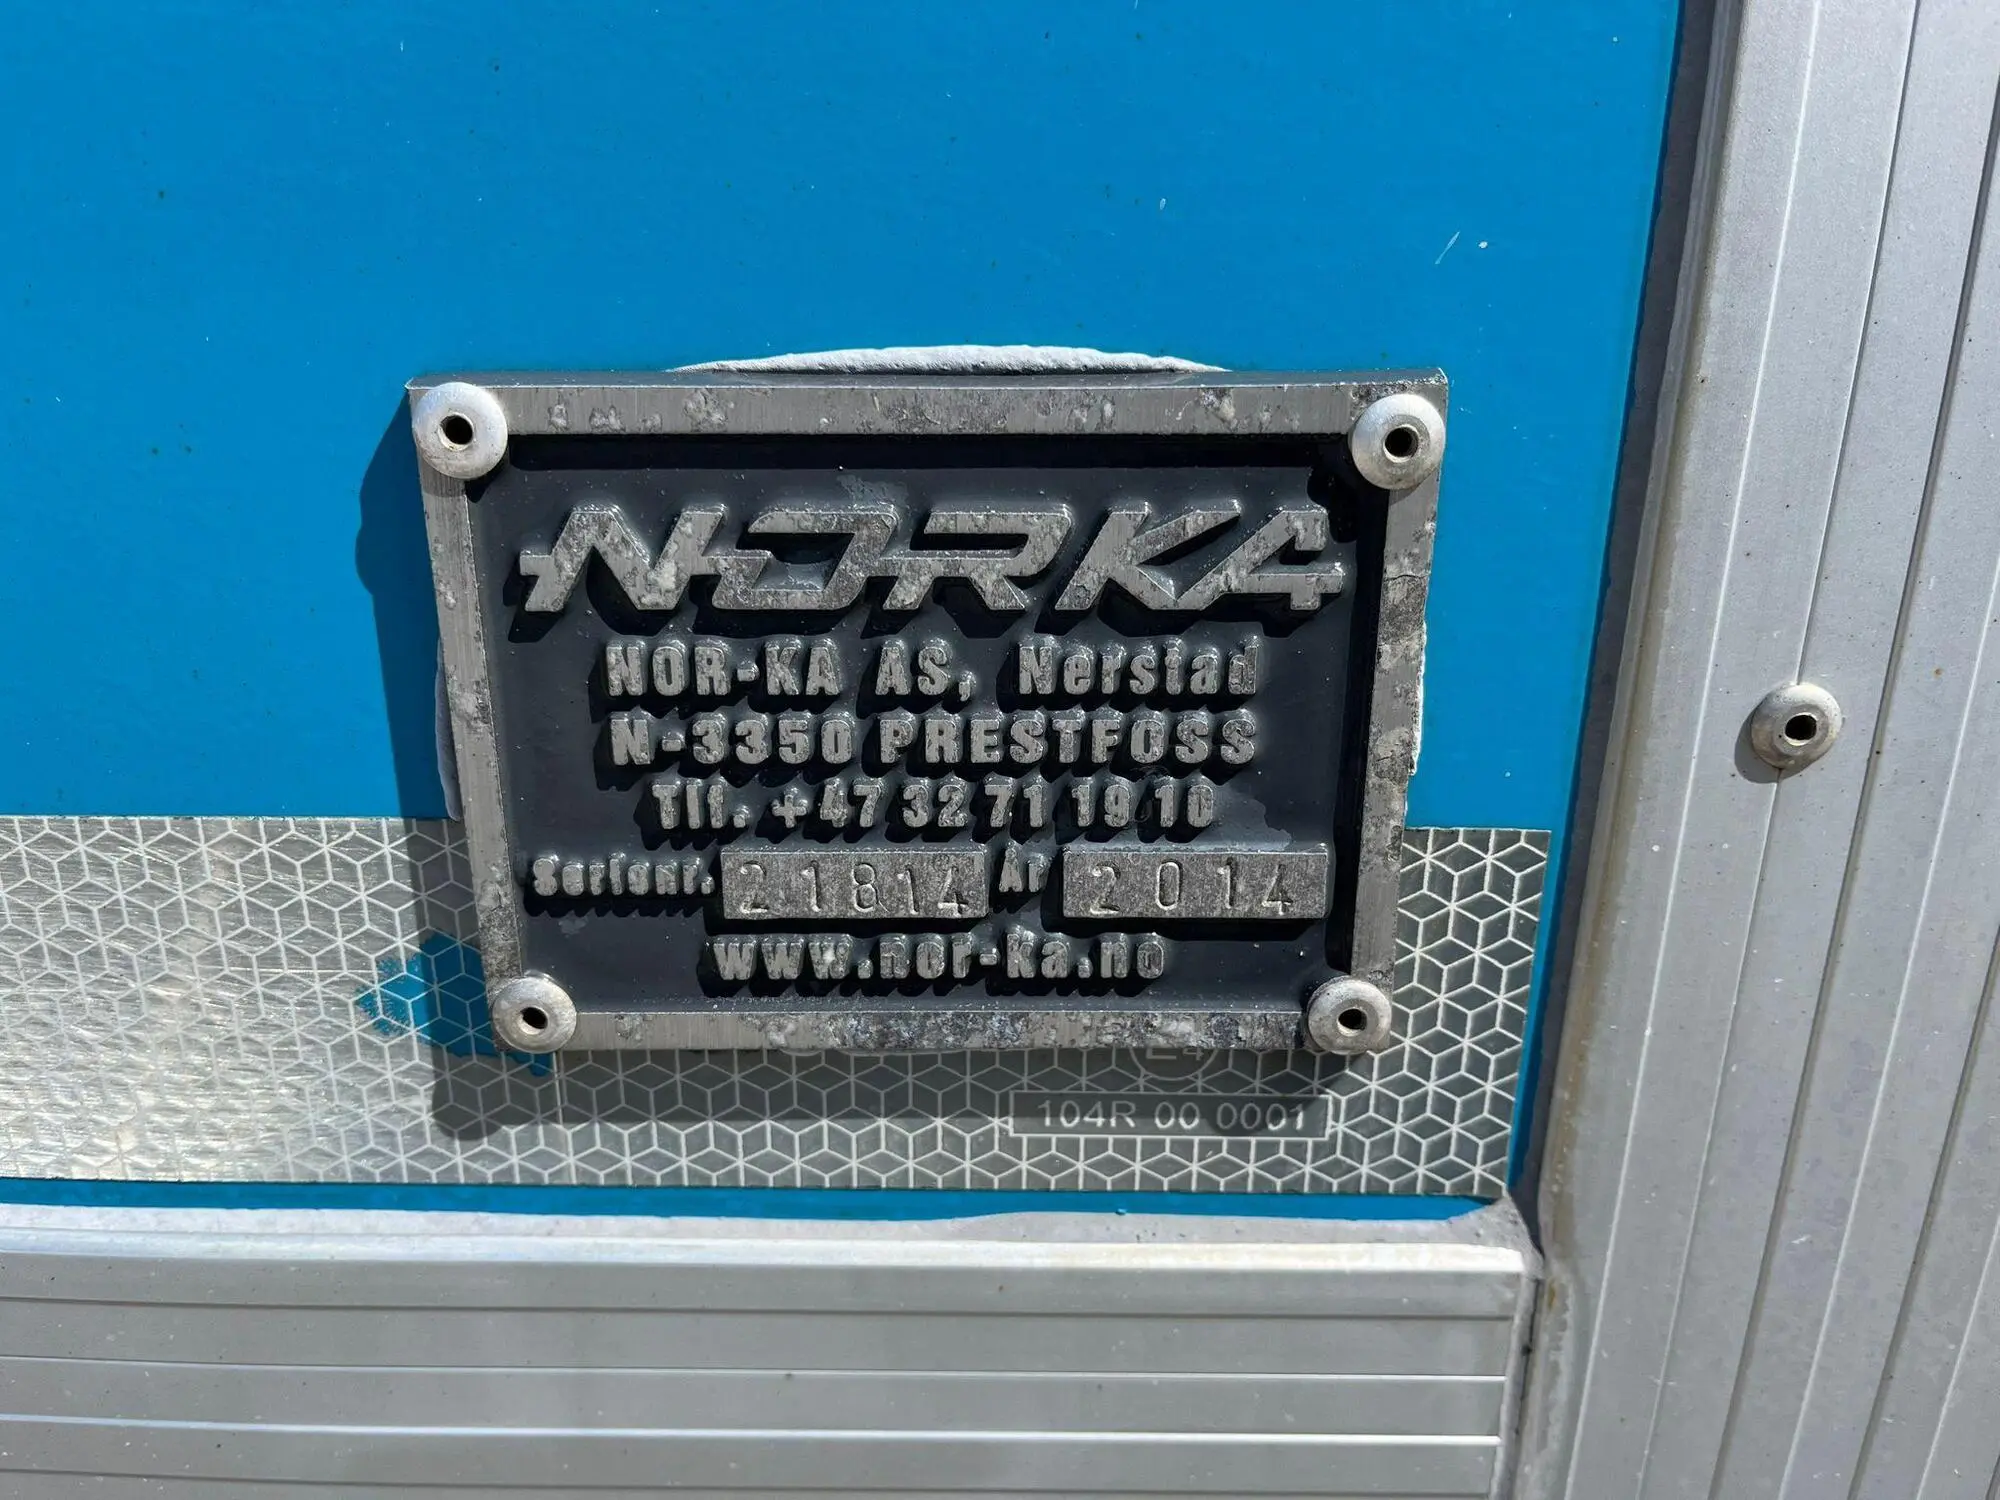 NORKA
NOR-KA AS, Nerstad
N-3350 PRESTFOSS
Tlf. +47 32 71 19 10
Serienr. 21814 År 2014
www.nor-ka.no
104R 00 0001